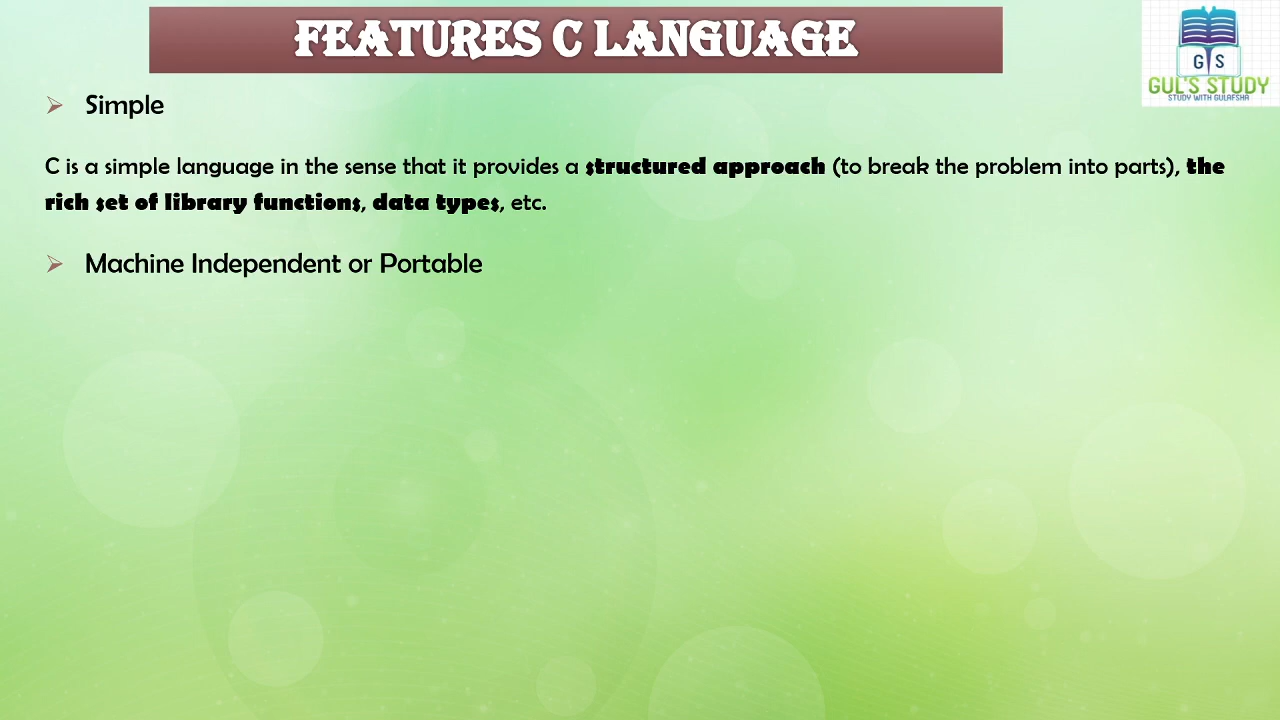 FEATURES C LANGUAGE
G S
GUL'S STUDY
STUDY WITH GULAFSHA
Simple
C is a simple language in the sense that it provides a structured approach (to break the problem into parts), the
rich set of library functions, data types, etc.
Machine Independent or Portable